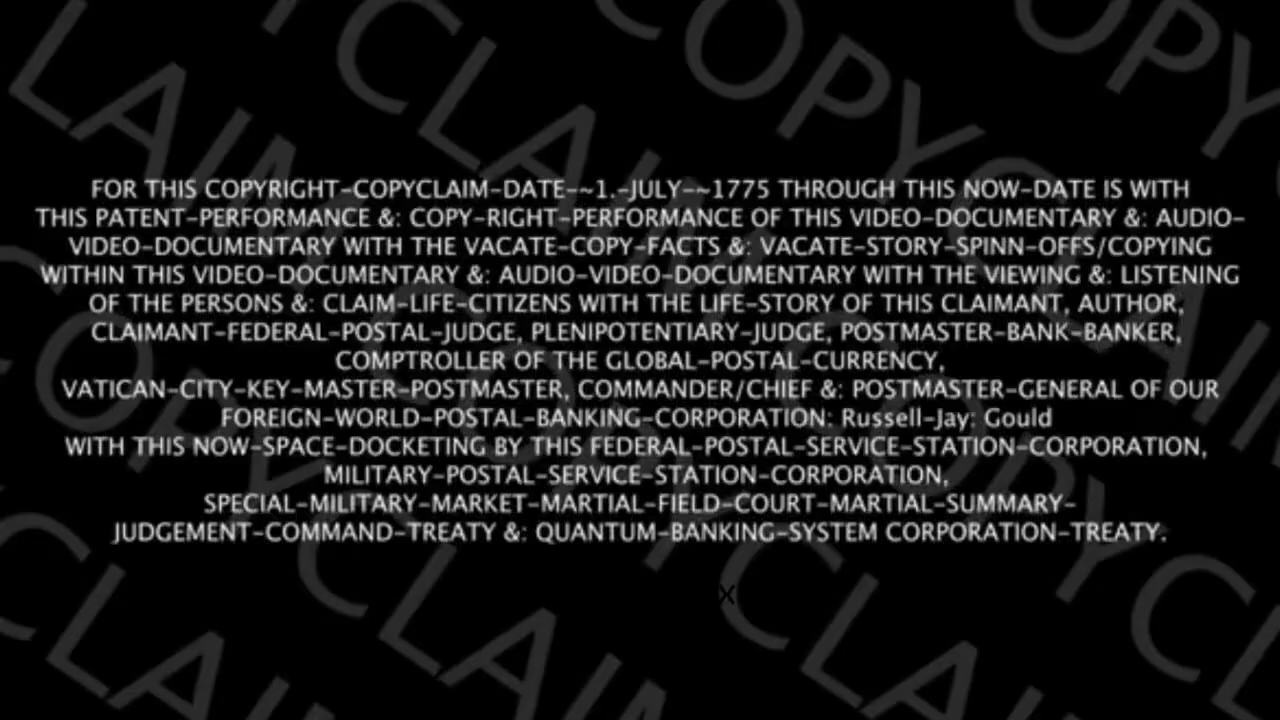 FOR THIS COPYRIGHT-COPYCLAIM-DATE-~1.-JULY-~1775 THROUGH THIS NOW-DATE IS WITH
THIS PATENT-PERFORMANCE &: COPY-RIGHT-PERFORMANCE OF THIS VIDEO-DOCUMENTARY &: AUDIO-
VIDEO-DOCUMENTARY WITH THE VACATE-COPY-FACTS &: VACATE-STORY-SPINN-OFFS/COPYING
WITHIN THIS VIDEO-DOCUMENTARY &: AUDIO-VIDEO-DOCUMENTARY WITH THE VIEWING &: LISTENING
OF THE PERSONS &: CLAIM-LIFE-CITIZENS WITH THE LIFE-STORY OF THIS CLAIMANT, AUTHOR,
CLAIMANT-FEDERAL-POSTAL-JUDGE, PLENIPOTENTIARY-JUDGE, POSTMASTER-BANK-BANKER,
COMPTROLLER OF THE GLOBAL-POSTAL-CURRENCY,
VATICAN-CITY-KEY-MASTER-POSTMASTER, COMMANDER/CHIEF &: POSTMASTER-GENERAL OF OUR
FOREIGN-WORLD-POSTAL-BANKING-CORPORATION: Russell-Jay: Gould
WITH THIS NOW-SPACE-DOCKETING BY THIS FEDERAL-POSTAL-SERVICE-STATION-CORPORATION,
MILITARY-POSTAL-SERVICE-STATION-CORPORATION,
SPECIAL-MILITARY-MARKET-MARTIAL-FIELD-COURT-MARTIAL-SUMMARY-
JUDGEMENT-COMMAND-TREATY &: QUANTUM-BANKING-SYSTEM CORPORATION-TREATY.
X
COPYCLAIM COPYCLAIM COPYCLAIM